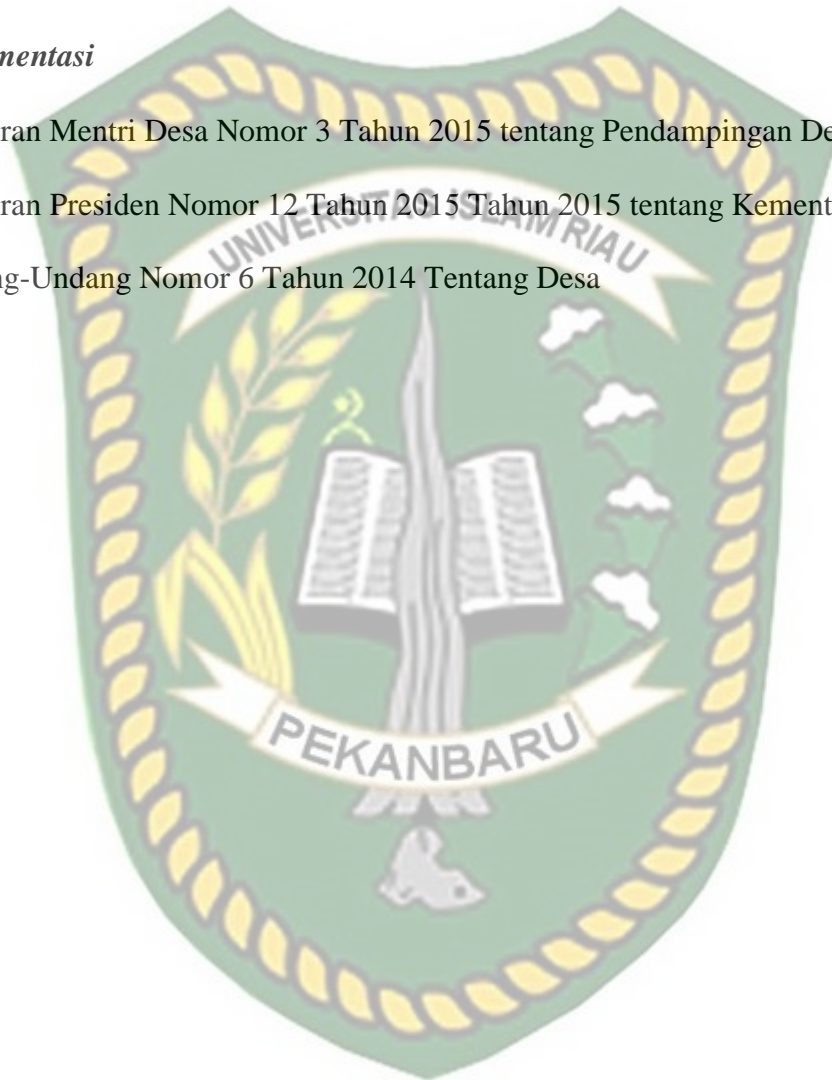 mentasi
ran Mentri Desa Nomor 3 Tahun 2015 tentang Pendampingan De
ran Presiden Nomor 12 Tahun 2015 Tahun 2015 tentang Kement
UNIVERSITAS ISLAM RIAU
ng-Undang Nomor 6 Tahun 2014 Tentang Desa
PEKANBARU